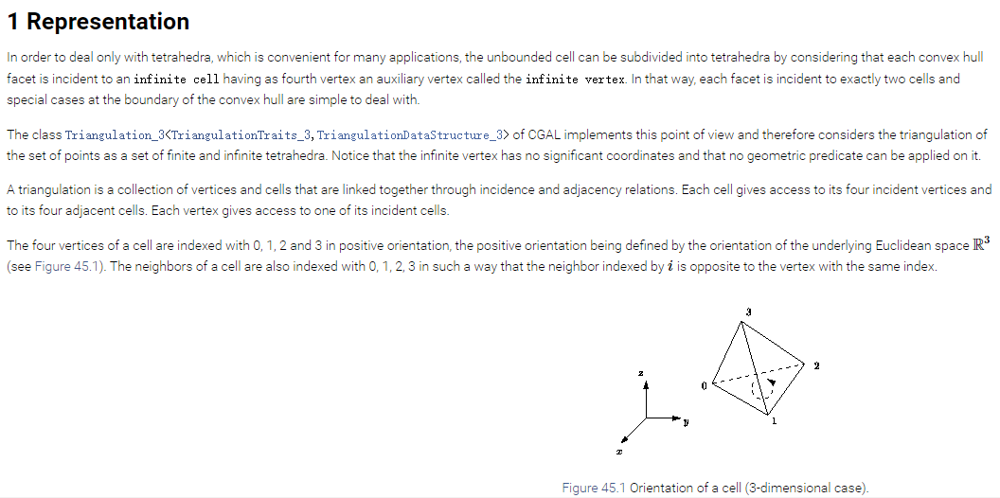 1 Representation
In order to deal only with tetrahedra, which is convenient for many applications, the unbounded cell can be subdivided into tetrahedra by considering that each convex hull
facet is incident to an infinite cell having as fourth vertex an auxiliary vertex called the infinite vertex. In that way, each facet is incident to exactly two cells and
special cases at the boundary of the convex hull are simple to deal with.
The class Triangulation_3<TriangulationTraits_3, TriangulationDataStructure_3> of CGAL implements this point of view and therefore considers the triangulation of
the set of points as a set of finite and infinite tetrahedra. Notice that the infinite vertex has no significant coordinates and that no geometric predicate can be applied on it.
A triangulation is a collection of vertices and cells that are linked together through incidence and adjacency relations. Each cell gives access to its four incident vertices and
to its four adjacent cells. Each vertex gives access to one of its incident cells.
The four vertices of a cell are indexed with 0, 1, 2 and 3 in positive orientation, the positive orientation being defined by the orientation of the underlying Euclidean space ℝ³
(see Figure 45.1). The neighbors of a cell are also indexed with 0, 1, 2, 3 in such a way that the neighbor indexed by i is opposite to the vertex with the same index.
3
2
z
0
1
y
x
Figure 45.1 Orientation of a cell (3-dimensional case).